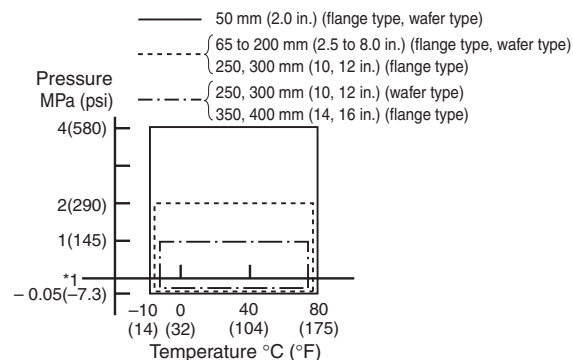 50 mm (2.0 in.) (flange type, wafer type)
65 to 200 mm (2.5 to 8.0 in.) (flange type, wafer type)
250, 300 mm (10, 12 in.) (flange type)
250, 300 mm (10, 12 in.) (wafer type)
350, 400 mm (14, 16 in.) (flange type)
Pressure
MPa (psi)
4(580)
2(290)
1(145)
*1
– 0.05(–7.3)
–10 0 40 80
(14) (32) (104) (175)
Temperature °C (°F)